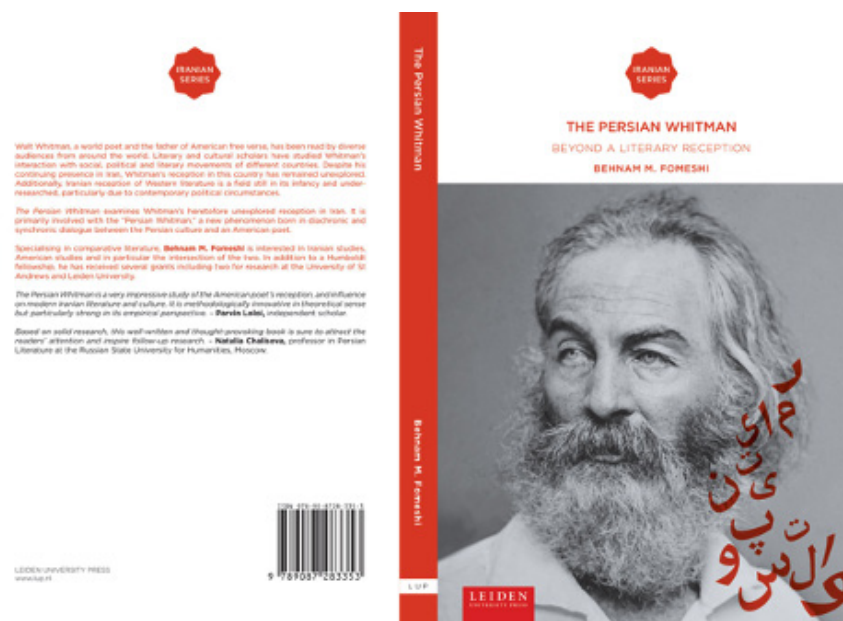 IRANIAN
SERIES
Walt Whitman, a world poet and the father of American free verse, has been read by diverse
audiences from around the world. Literary and cultural scholars have studied Whitman's
interaction with social, political and literary movements of different countries. Despite his
continuing presence in Iran, Whitman's reception in this country has remained unexplored.
Additionally, Iranian reception of Western literature is a field still in its infancy and under-
researched, particularly due to contemporary political circumstances.
The Persian Whitman examines Whitman's heretofore unexplored reception in Iran. It is
primarily involved with the "Persian Whitman," a new phenomenon born in diachronic and
synchronic dialogue between the Persian culture and an American poet.
Specialising in comparative literature, Behnam M. Fomeshi is interested in Iranian studies,
American studies and in particular the intersection of the two. In addition to a Humboldt
fellowship, he has received several grants including two for research at the University of St
Andrews and Leiden University.
The Persian Whitman is a very impressive study of the American poet's reception, and influence
on modern Iranian literature and culture. It is methodologically innovative in theoretical sense
but particularly strong in its empirical perspective. – Parvin Loloi, independent scholar.
Based on solid research, this well-written and thought-provoking book is sure to attract the
readers' attention and inspire follow-up research. – Natalia Chalisova, professor in Persian
Literature at the Russian State University for Humanities, Moscow.
LEIDEN UNIVERSITY PRESS
www.lup.nl
9 789087 283353
The Persian Whitman
Behnam M. Fomeshi
LUP
IRANIAN
SERIES
THE PERSIAN WHITMAN
BEYOND A LITERARY RECEPTION
BEHNAM M. FOMESHI
LEIDEN
UNIVERSITY PRESS